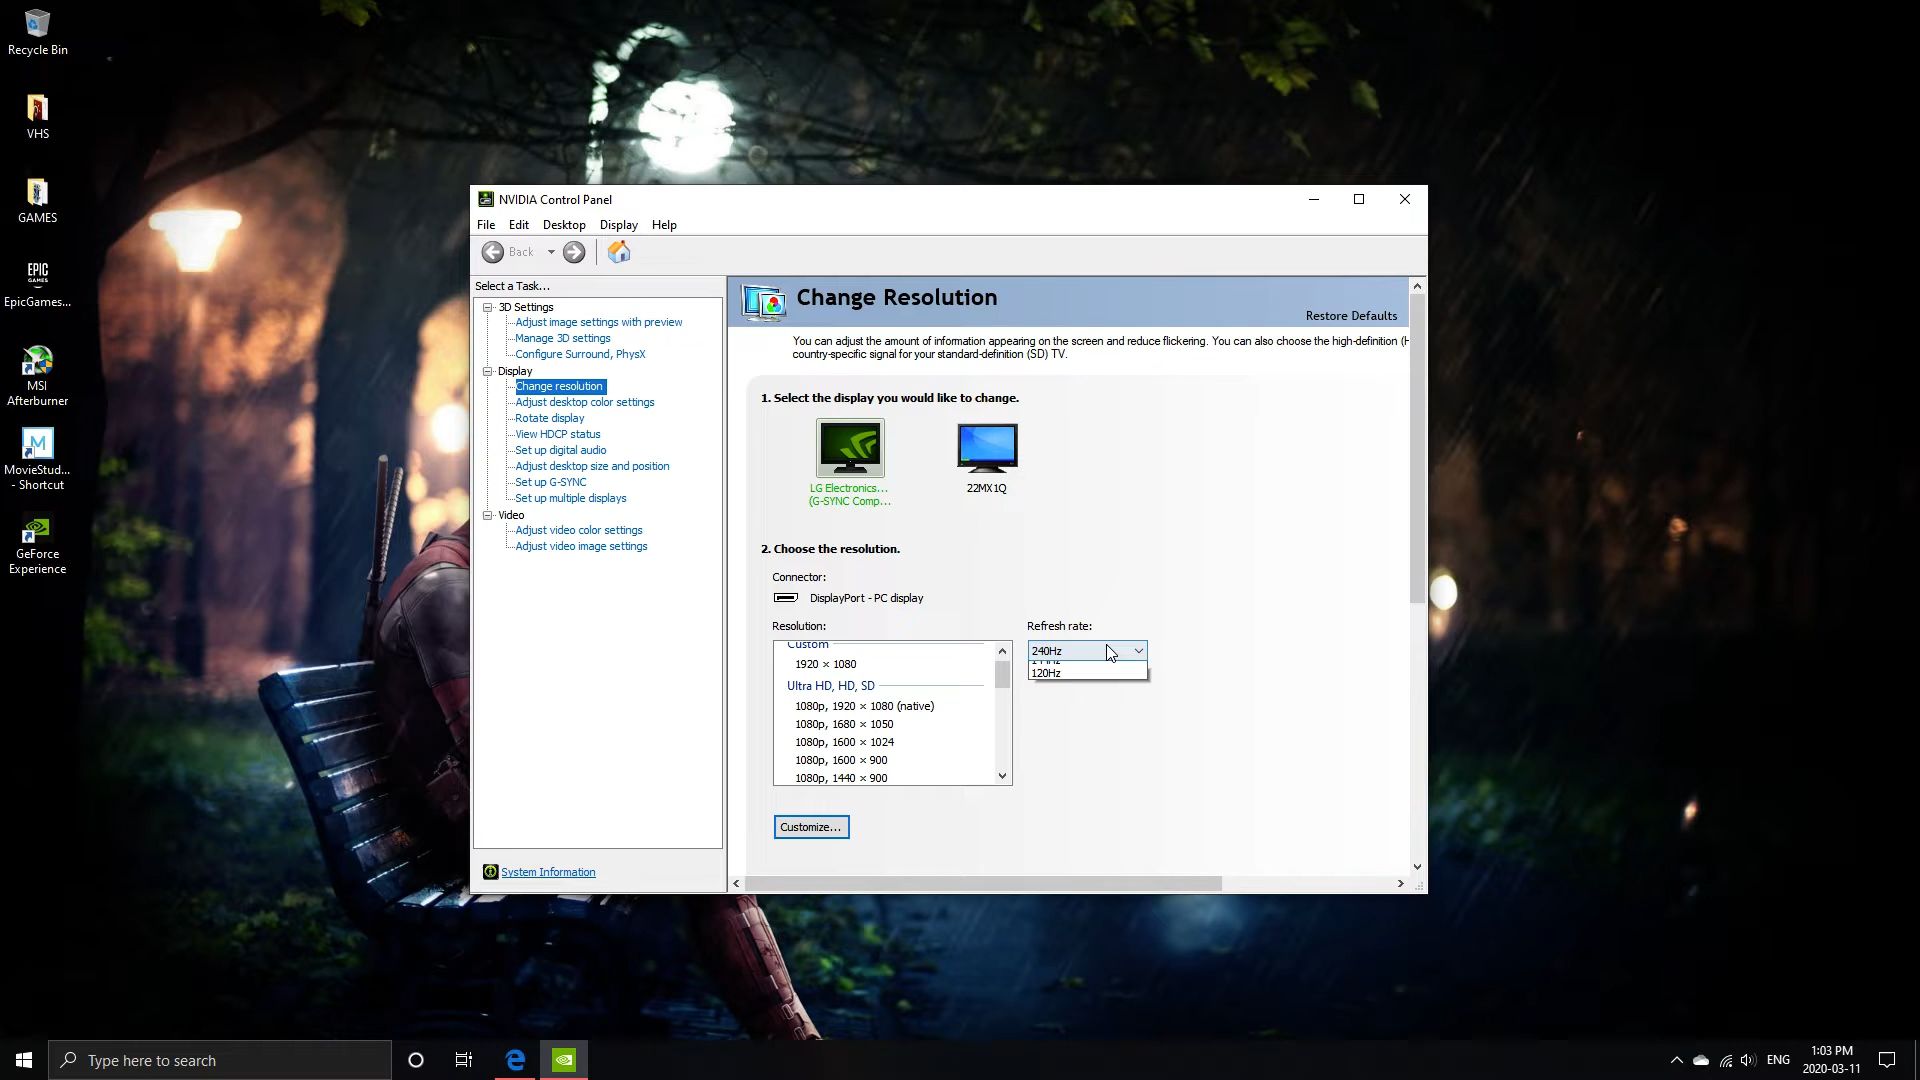 Recycle Bin
VHS
GAMES
EPIC
GAMES
EpicGames...
MSI
Afterburner
M
MovieStud...
- Shortcut
GeForce
Experience
NVIDIA Control Panel
File Edit Desktop Display Help
Back
Select a Task...
3D Settings
Adjust image settings with preview
Manage 3D settings
Configure Surround, PhysX
Display
Change resolution
Adjust desktop color settings
Rotate display
View HDCP status
Set up digital audio
Adjust desktop size and position
Set up G-SYNC
Set up multiple displays
Video
Adjust video color settings
Adjust video image settings
System Information
Change Resolution
Restore Defaults
You can adjust the amount of information appearing on the screen and reduce flickering. You can also choose the high-definition (H
country-specific signal for your standard-definition (SD) TV.
1. Select the display you would like to change.
LG Electronics...
(G-SYNC Comp...
22MX1Q
2. Choose the resolution.
Connector:
DisplayPort - PC display
Resolution:
Custom
1920 × 1080
Ultra HD, HD, SD
1080p, 1920 × 1080 (native)
1080p, 1680 × 1050
1080p, 1600 × 1024
1080p, 1600 × 900
1080p, 1440 × 900
Refresh rate:
240Hz
120Hz
Customize...
Type here to search
ENG
1:03 PM
2020-03-11